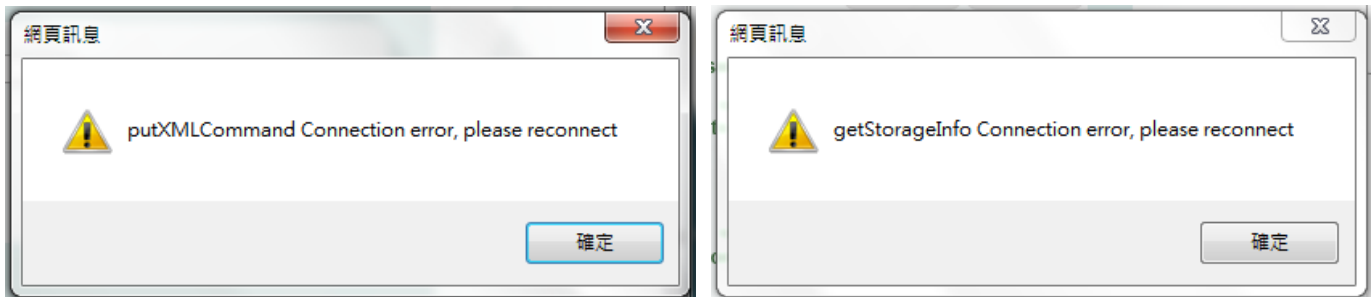 網頁訊息
putXMLCommand Connection error, please reconnect
確定
網頁訊息
getStorageInfo Connection error, please reconnect
確定